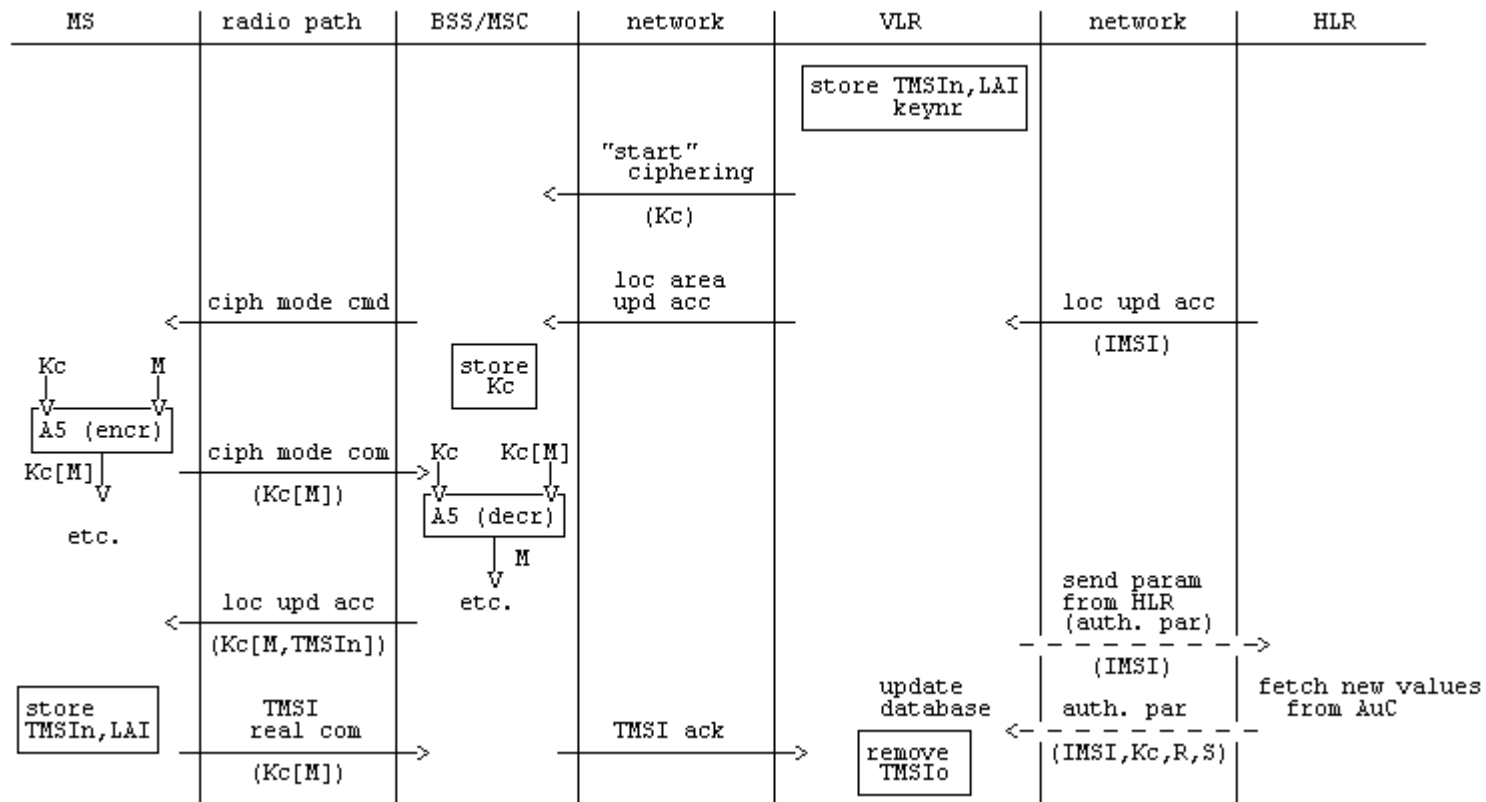 MS radio path BSS/MSC network VLR network HLR
store TMSIn,LAI
keynr
"start"
ciphering
(Kc)
loc area
ciph mode cmd upd acc loc upd acc
(IMSI)
Kc M store
Kc
A5 (encr)
ciph mode com Kc Kc[M]
Kc[M]
(Kc[M]) A5 (decr)
etc.
M
send param
loc upd acc etc. from HLR
(auth. par)
(Kc[M,TMSIn])
(IMSI)
update fetch new values
store TMSI database auth. par from AuC
TMSIn,LAI real com TMSI ack
remove (IMSI,Kc,R,S)
(Kc[M]) TMSIo